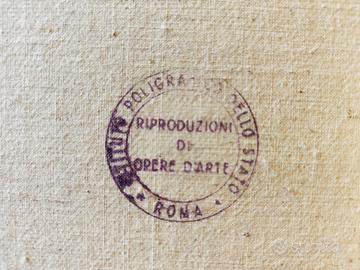 ISTITUTO POLIGRAFICO DELLO STATO
RIPRODUZIONI
DI
OPERE D'ARTE
* ROMA *